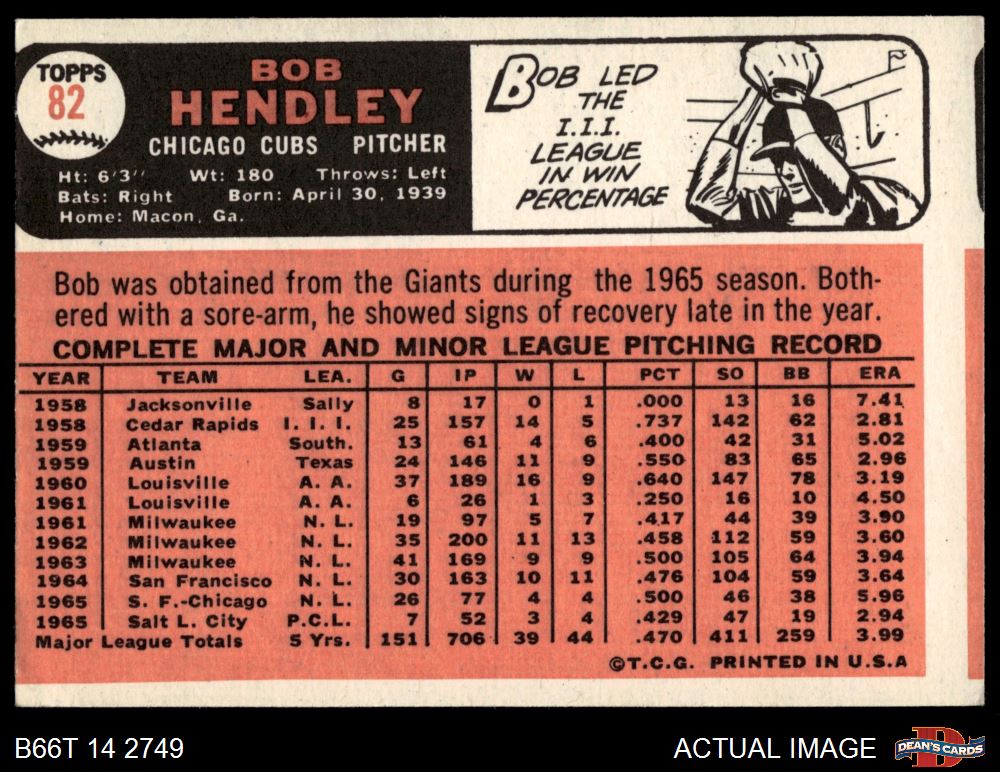 TOPPS
82
BOB
HENDLEY
CHICAGO CUBS PITCHER
Ht: 6'3" Wt: 180 Throws: Left
Bats: Right Born: April 30, 1939
Home: Macon, Ga.
BOB LED
THE
I.I.I.
LEAGUE
IN WIN
PERCENTAGE
Bob was obtained from the Giants during the 1965 season. Both-
ered with a sore-arm, he showed signs of recovery late in the year.
COMPLETE MAJOR AND MINOR LEAGUE PITCHING RECORD
YEAR TEAM LEA. G IP W L PCT SO BB ERA
1958 Jacksonville Sally 8 17 0 1 .000 13 16 7.41
1958 Cedar Rapids I. I. I. 25 157 14 5 .737 142 62 2.81
1959 Atlanta South. 13 61 4 6 .400 42 31 5.02
1959 Austin Texas 24 146 11 9 .550 83 65 2.96
1960 Louisville A. A. 37 189 16 9 .640 147 78 3.19
1961 Louisville A. A. 6 26 1 3 .250 16 10 4.50
1961 Milwaukee N. L. 19 97 5 7 .417 44 39 3.90
1962 Milwaukee N. L. 35 200 11 13 .458 112 59 3.60
1963 Milwaukee N. L. 41 169 9 9 .500 105 64 3.94
1964 San Francisco N. L. 30 163 10 11 .476 104 59 3.64
1965 S. F.-Chicago N. L. 26 77 4 4 .500 46 38 5.96
1965 Salt L. City P.C.L. 7 52 3 4 .429 47 19 2.94
Major League Totals 5 Yrs. 151 706 39 44 .470 411 259 3.99
©T.C.G. PRINTED IN U.S.A
B66T 14 2749
ACTUAL IMAGE
D
DEAN'S CARDS